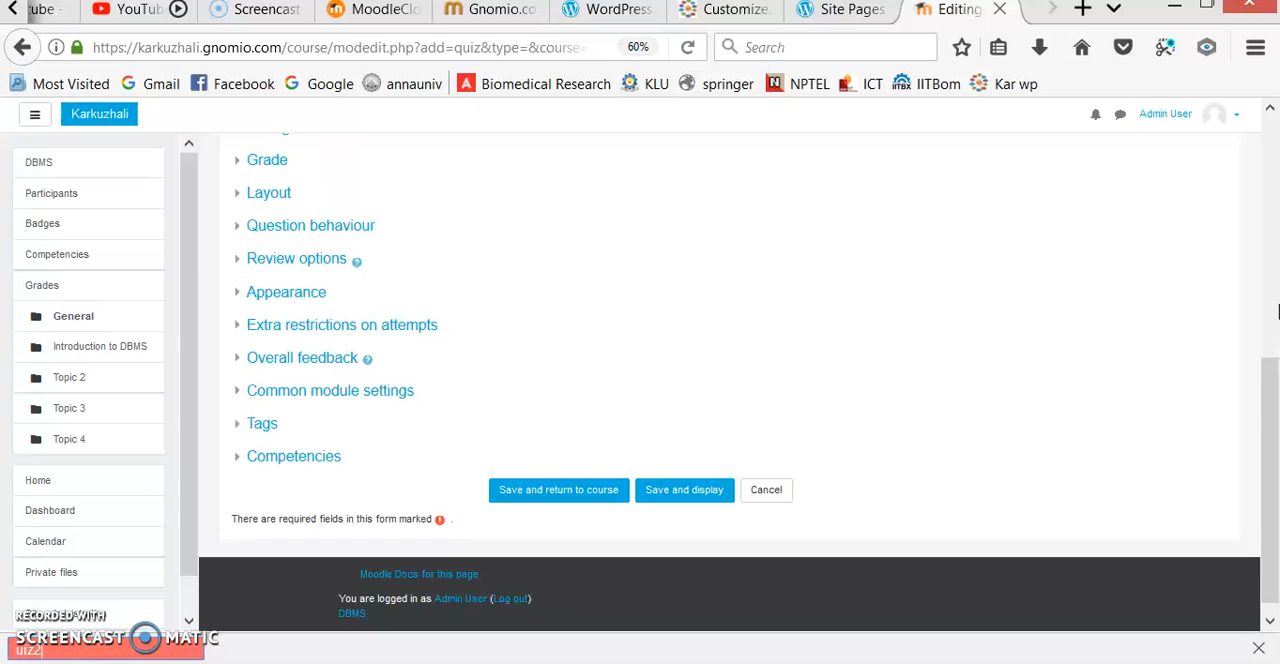 ube -
YouTub
Screencast
MoodleClo
Gnomio.co
WordPress
Customize.
Site Pages
Editing
https://karkuzhali.gnomio.com/course/modedit.php?add=quiz&type=&course=
60%
Search
Most Visited
Gmail
Facebook
Google
annauniv
Biomedical Research
KLU
springer
NPTEL
ICT
IITBom
Kar wp
Karkuzhali
Admin User
DBMS
Participants
Badges
Competencies
Grades
General
Introduction to DBMS
Topic 2
Topic 3
Topic 4
Home
Dashboard
Calendar
Private files
Grade
Layout
Question behaviour
Review options
Appearance
Extra restrictions on attempts
Overall feedback
Common module settings
Tags
Competencies
Save and return to course
Save and display
Cancel
There are required fields in this form marked .
Moodle Docs for this page
You are logged in as Admin User (Log out)
DBMS
RECORDED WITH
SCREENCAST MATIC
uiz2